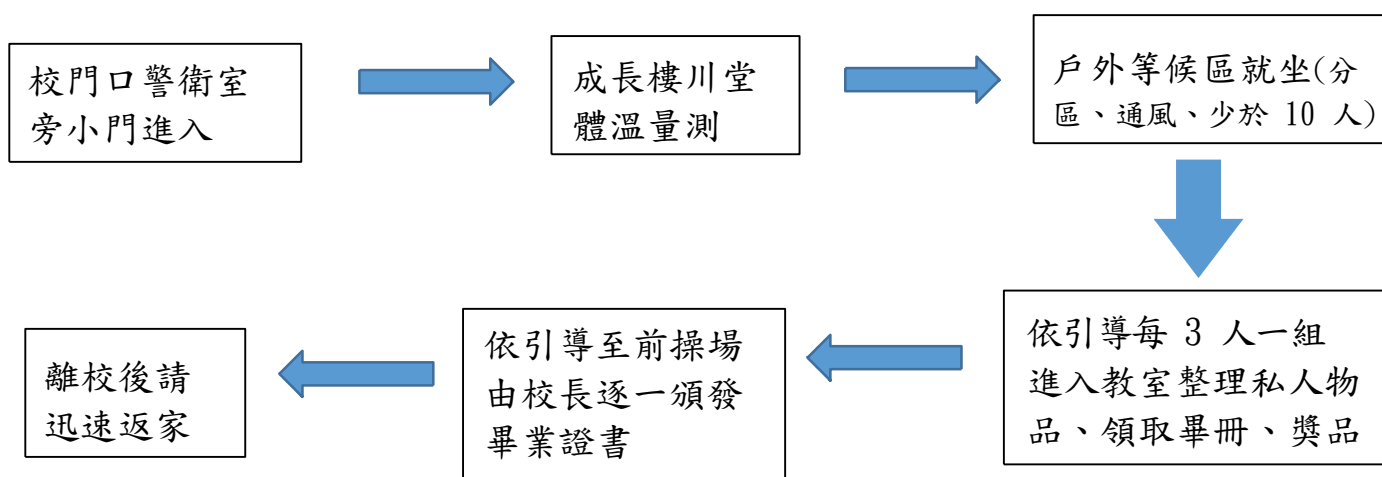 校門口警衛室
旁小門進入
成長樓川堂
體溫量測
戶外等候區就坐(分
區、通風、少於 10 人)
依引導每 3 人一組
進入教室整理私人物
品、領取畢冊、獎品
依引導至前操場
由校長逐一頒發
畢業證書
離校後請
迅速返家